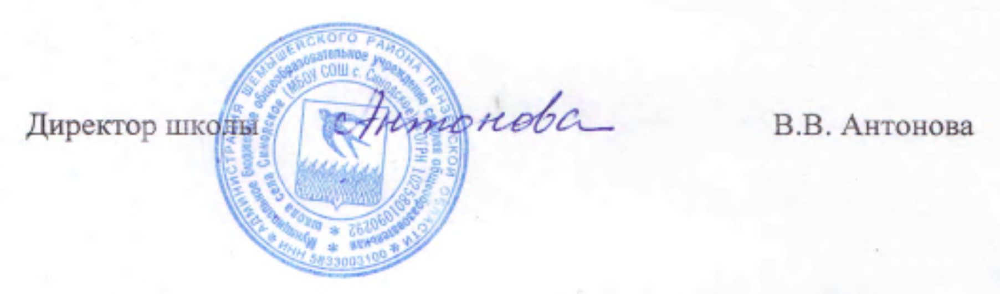 Директор школы Антонова В.В. Антонова
АДМИНИСТРАЦИЯ ШЕМЫШЕЙСКОГО РАЙОНА ПЕНЗЕНСКОЙ ОБЛАСТИ * ИНН 5833003100 *
Муниципальное бюджетное общеобразовательное учреждение средняя общеобразовательная *
школа села Синодское (МБОУ СОШ с. Синодское) ОГРН 1025801090292 *